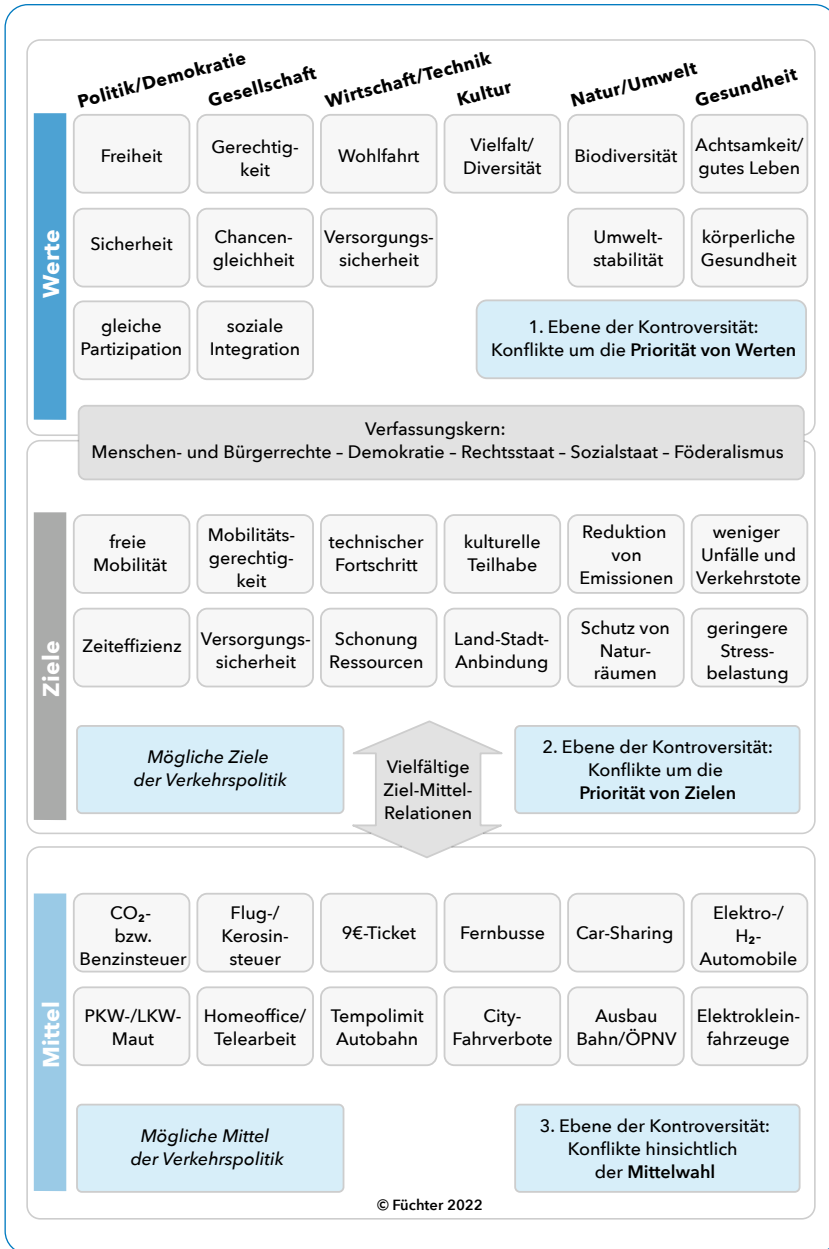 Politik/Demokratie
Gesellschaft
Wirtschaft/Technik
Kultur
Natur/Umwelt
Gesundheit
Werte
Freiheit
Gerechtig-
keit
Wohlfahrt
Vielfalt/
Diversität
Biodiversität
Achtsamkeit/
gutes Leben
Sicherheit
Chancen-
gleichheit
Versorgungs-
sicherheit
Umwelt-
stabilität
körperliche
Gesundheit
gleiche
Partizipation
soziale
Integration
1. Ebene der Kontroversität:
Konflikte um die Priorität von Werten
Verfassungskern:
Menschen- und Bürgerrechte – Demokratie – Rechtsstaat – Sozialstaat – Föderalismus
Ziele
freie
Mobilität
Mobilitäts-
gerechtig-
keit
technischer
Fortschritt
kulturelle
Teilhabe
Reduktion
von
Emissionen
weniger
Unfälle und
Verkehrstote
Zeiteffizienz
Versorgungs-
sicherheit
Schonung
Ressourcen
Land-Stadt-
Anbindung
Schutz von
Natur-
räumen
geringere
Stress-
belastung
Mögliche Ziele
der Verkehrspolitik
Vielfältige
Ziel-Mittel-
Relationen
2. Ebene der Kontroversität:
Konflikte um die
Priorität von Zielen
Mittel
CO₂-
bzw.
Benzinsteuer
Flug-/
Kerosin-
steuer
9€-Ticket
Fernbusse
Car-Sharing
Elektro-/
H₂-
Automobile
PKW-/LKW-
Maut
Homeoffice/
Telearbeit
Tempolimit
Autobahn
City-
Fahrverbote
Ausbau
Bahn/ÖPNV
Elektroklein-
fahrzeuge
Mögliche Mittel
der Verkehrspolitik
3. Ebene der Kontroversität:
Konflikte hinsichtlich
der Mittelwahl
© Füchter 2022